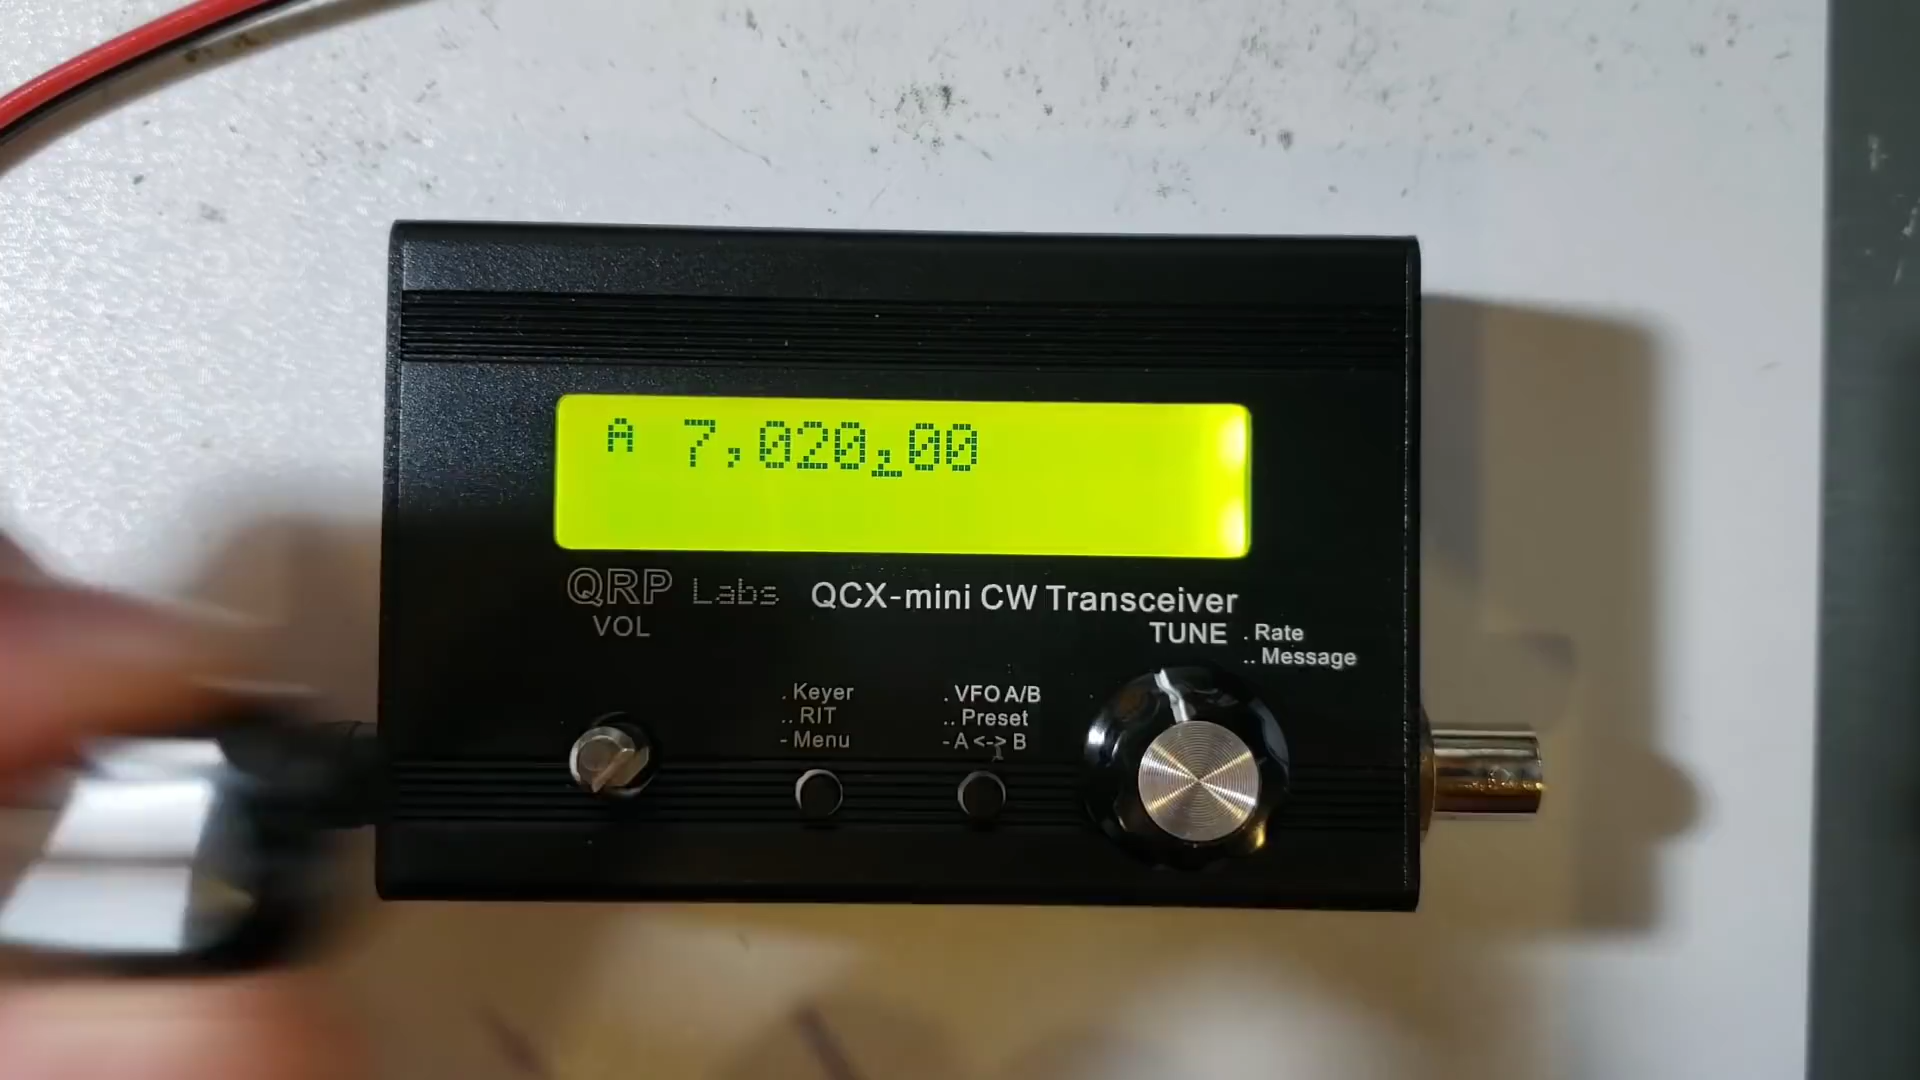 A 7,020,00
QRP Labs QCX-mini CW Transceiver
VOL
TUNE . Rate
.. Message
. Keyer
.. RIT
- Menu
. VFO A/B
.. Preset
- A <-> B